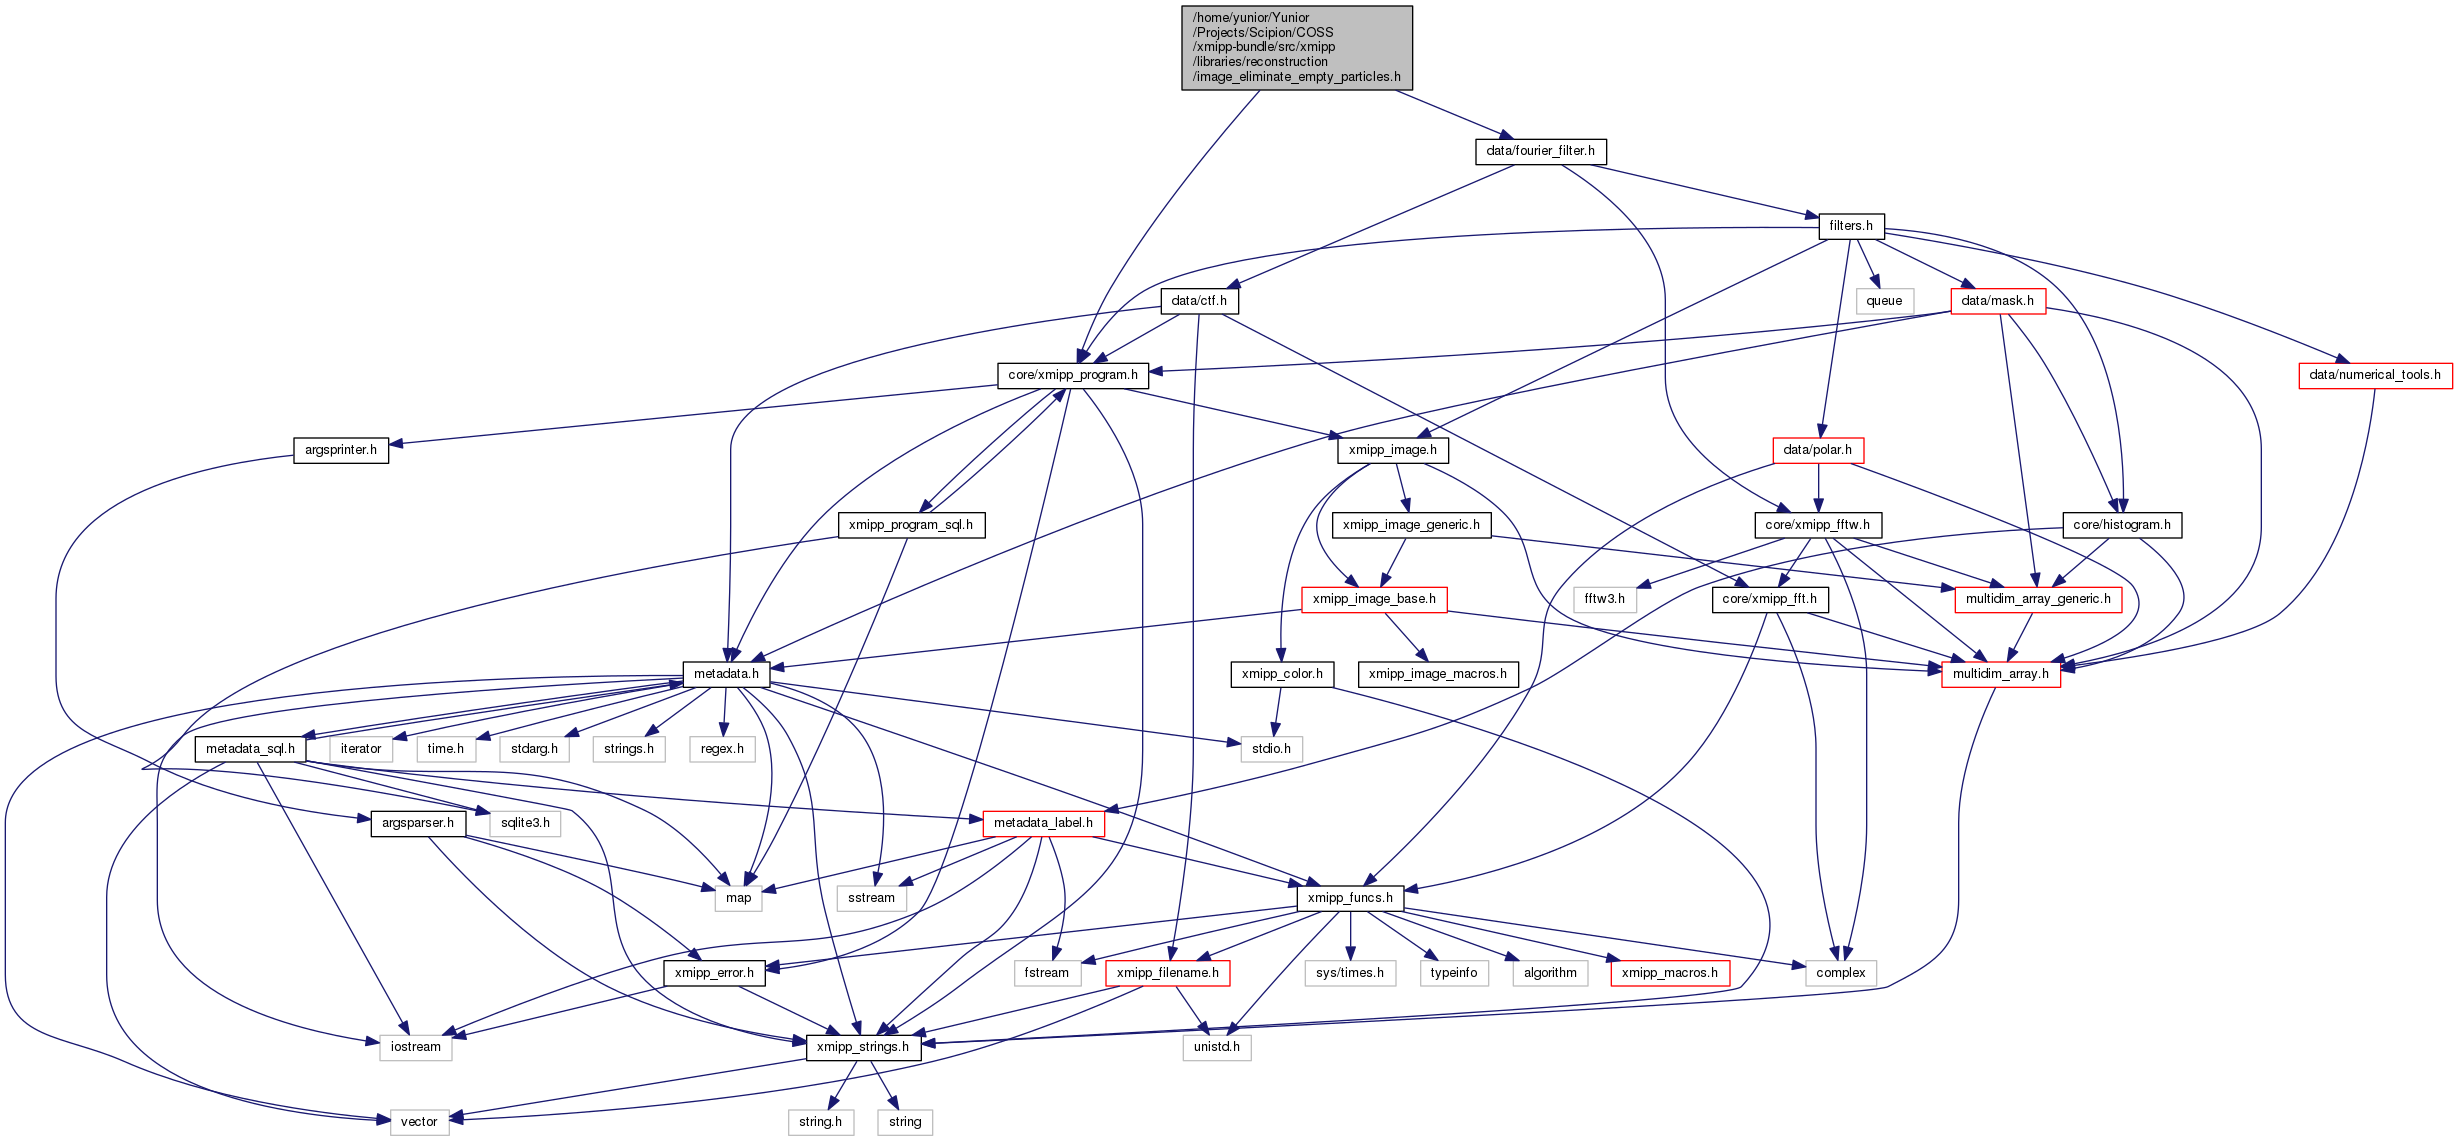 /home/yunior/Yunior
/Projects/Scipion/COSS
/xmipp-bundle/src/xmipp
/libraries/reconstruction
/image_eliminate_empty_particles.h
data/fourier_filter.h
filters.h
data/ctf.h
queue
data/mask.h
core/xmipp_program.h
data/numerical_tools.h
argsprinter.h
xmipp_image.h
data/polar.h
xmipp_program_sql.h
xmipp_image_generic.h
core/xmipp_fftw.h
core/histogram.h
xmipp_image_base.h
fftw3.h
core/xmipp_fft.h
multidim_array_generic.h
metadata.h
xmipp_color.h
xmipp_image_macros.h
multidim_array.h
metadata_sql.h
iterator
time.h
stdarg.h
strings.h
regex.h
stdio.h
argsparser.h
sqlite3.h
metadata_label.h
map
sstream
xmipp_funcs.h
xmipp_error.h
fstream
xmipp_filename.h
sys/times.h
typeinfo
algorithm
xmipp_macros.h
complex
iostream
xmipp_strings.h
unistd.h
vector
string.h
string